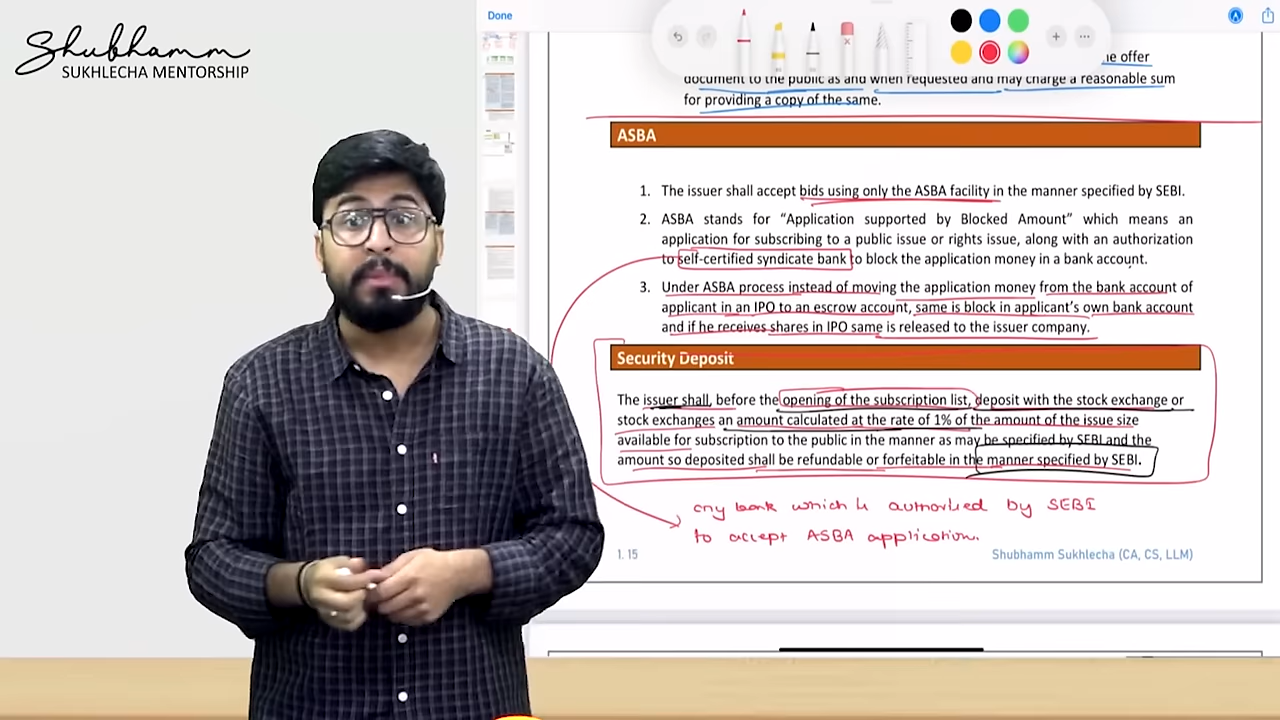 Shubhamm
SUKHLECHA MENTORSHIP
Done
ne offer
document to the public as and when requested and may charge a reasonable sum
for providing a copy of the same.
ASBA
1. The issuer shall accept bids using only the ASBA facility in the manner specified by SEBI.
2. ASBA stands for “Application supported by Blocked Amount” which means an
application for subscribing to a public issue or rights issue, along with an authorization
to self-certified syndicate bank to block the application money in a bank account.
3. Under ASBA process instead of moving the application money from the bank account of
applicant in an IPO to an escrow account, same is block in applicant’s own bank account
and if he receives shares in IPO same is released to the issuer company.
Security Deposit
The issuer shall, before the opening of the subscription list, deposit with the stock exchange or
stock exchanges an amount calculated at the rate of 1% of the amount of the issue size
available for subscription to the public in the manner as may be specified by SEBI and the
amount so deposited shall be refundable or forfeitable in the manner specified by SEBI.
any bank which is authorised by SEBI
to accept ASBA application.
1. 15
Shubhamm Sukhlecha (CA, CS, LLM)